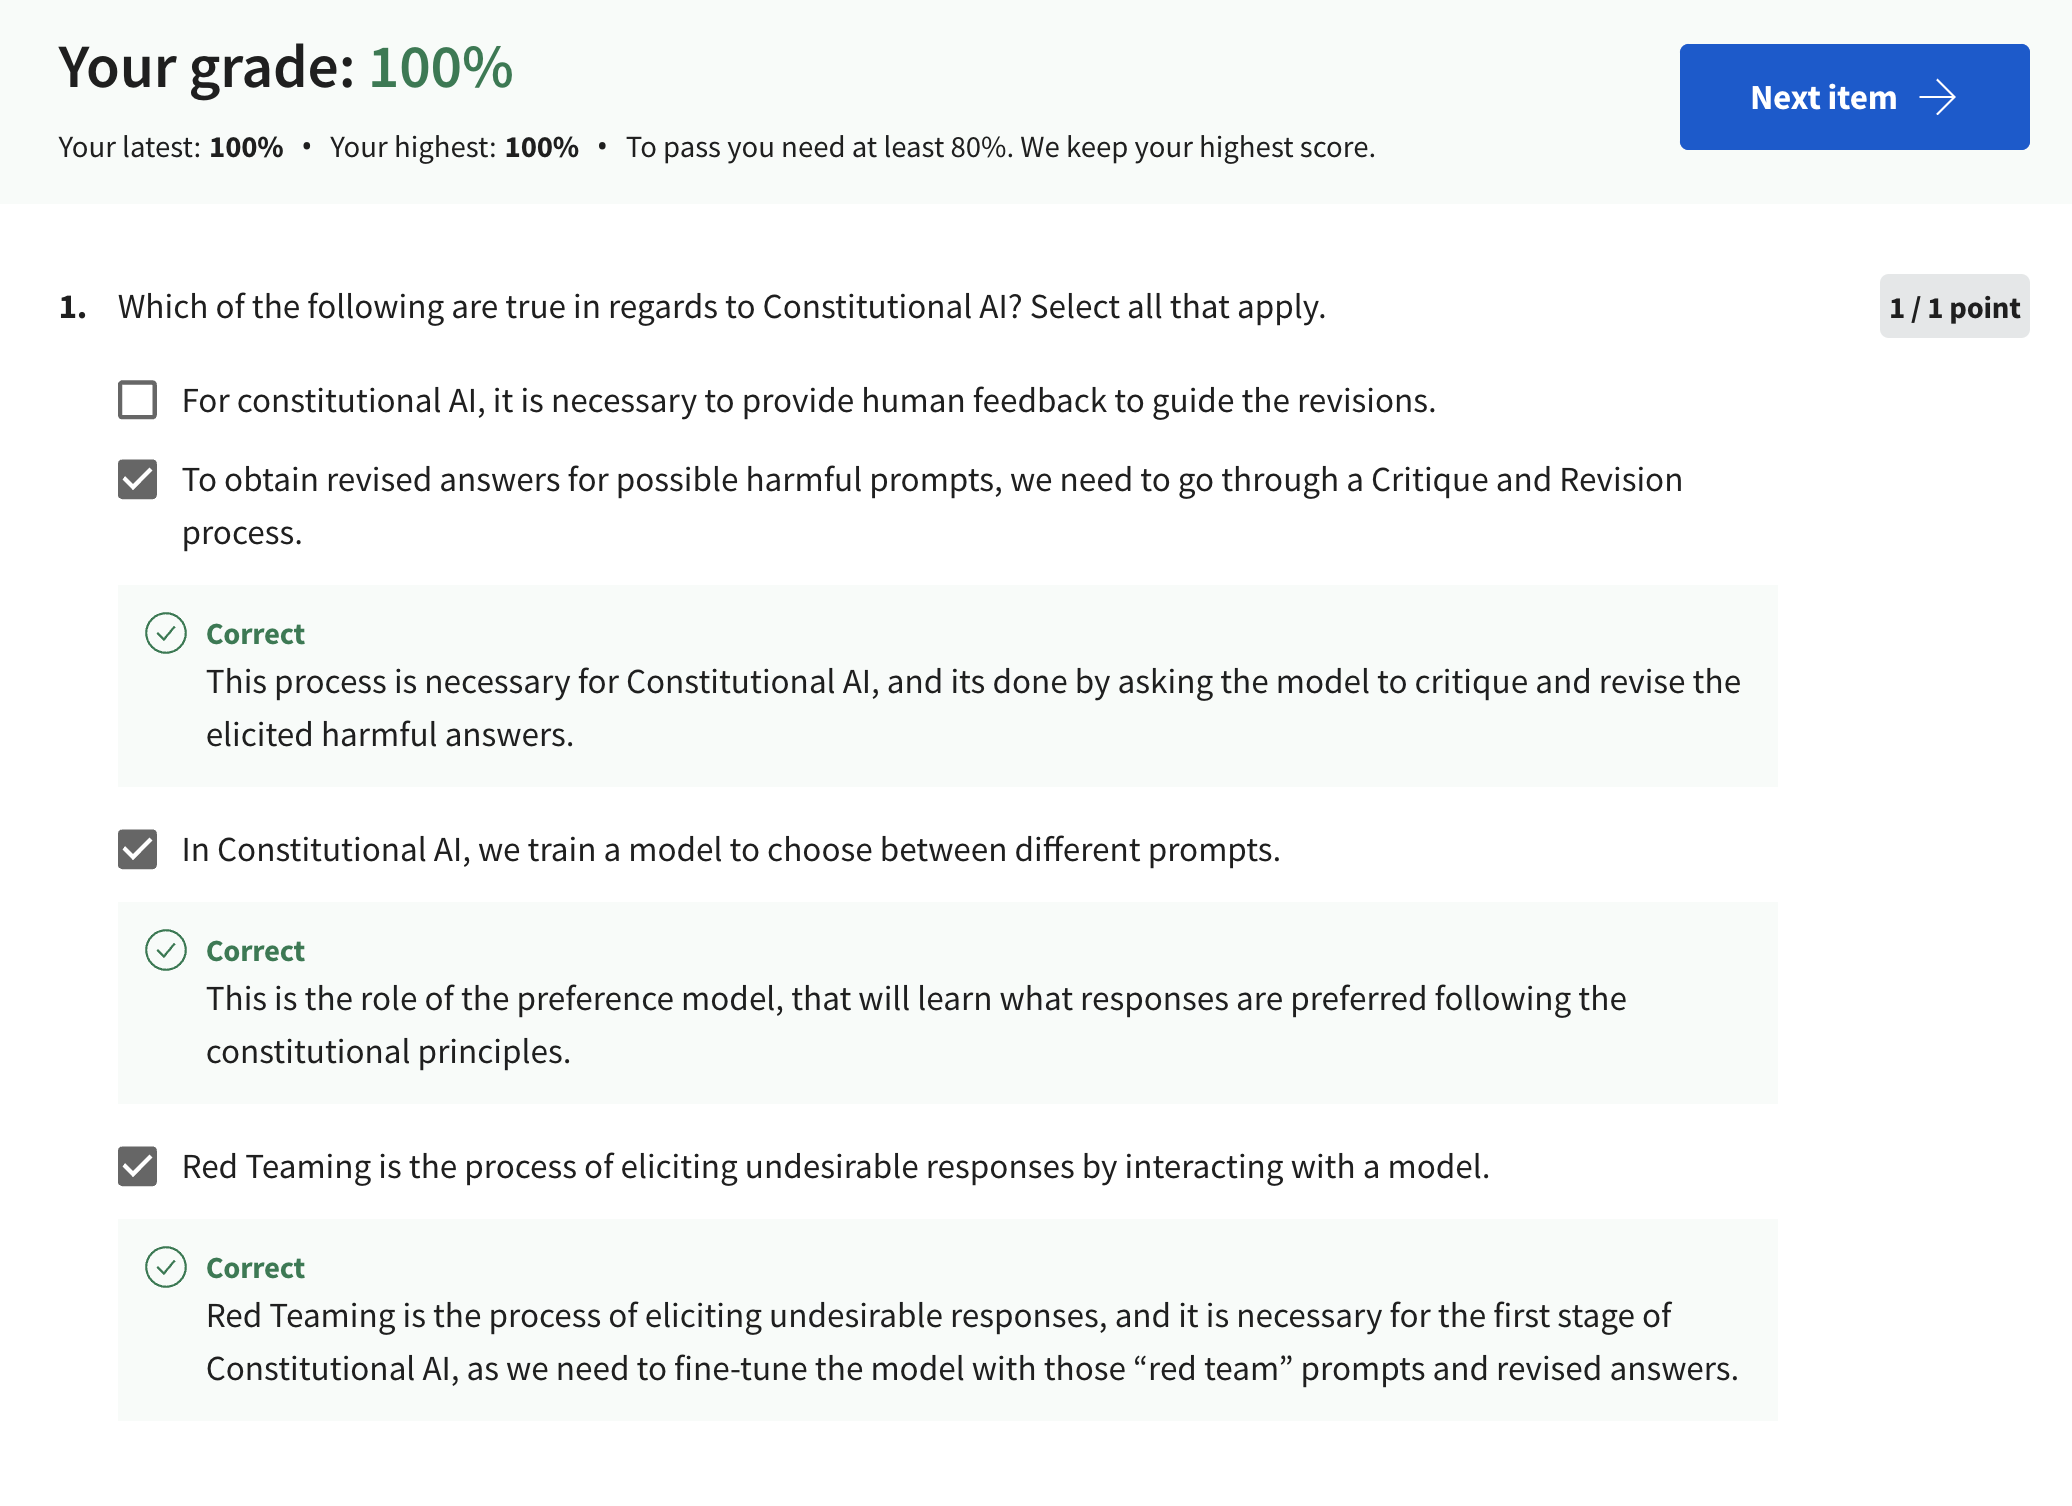 Your grade: 100%
Next item
Your latest: 100% • Your highest: 100% • To pass you need at least 80%. We keep your highest score.
1. Which of the following are true in regards to Constitutional AI? Select all that apply.
1 / 1 point
For constitutional AI, it is necessary to provide human feedback to guide the revisions.
To obtain revised answers for possible harmful prompts, we need to go through a Critique and Revision
process.
Correct
This process is necessary for Constitutional AI, and its done by asking the model to critique and revise the
elicited harmful answers.
In Constitutional AI, we train a model to choose between different prompts.
Correct
This is the role of the preference model, that will learn what responses are preferred following the
constitutional principles.
Red Teaming is the process of eliciting undesirable responses by interacting with a model.
Correct
Red Teaming is the process of eliciting undesirable responses, and it is necessary for the first stage of
Constitutional AI, as we need to fine-tune the model with those “red team” prompts and revised answers.